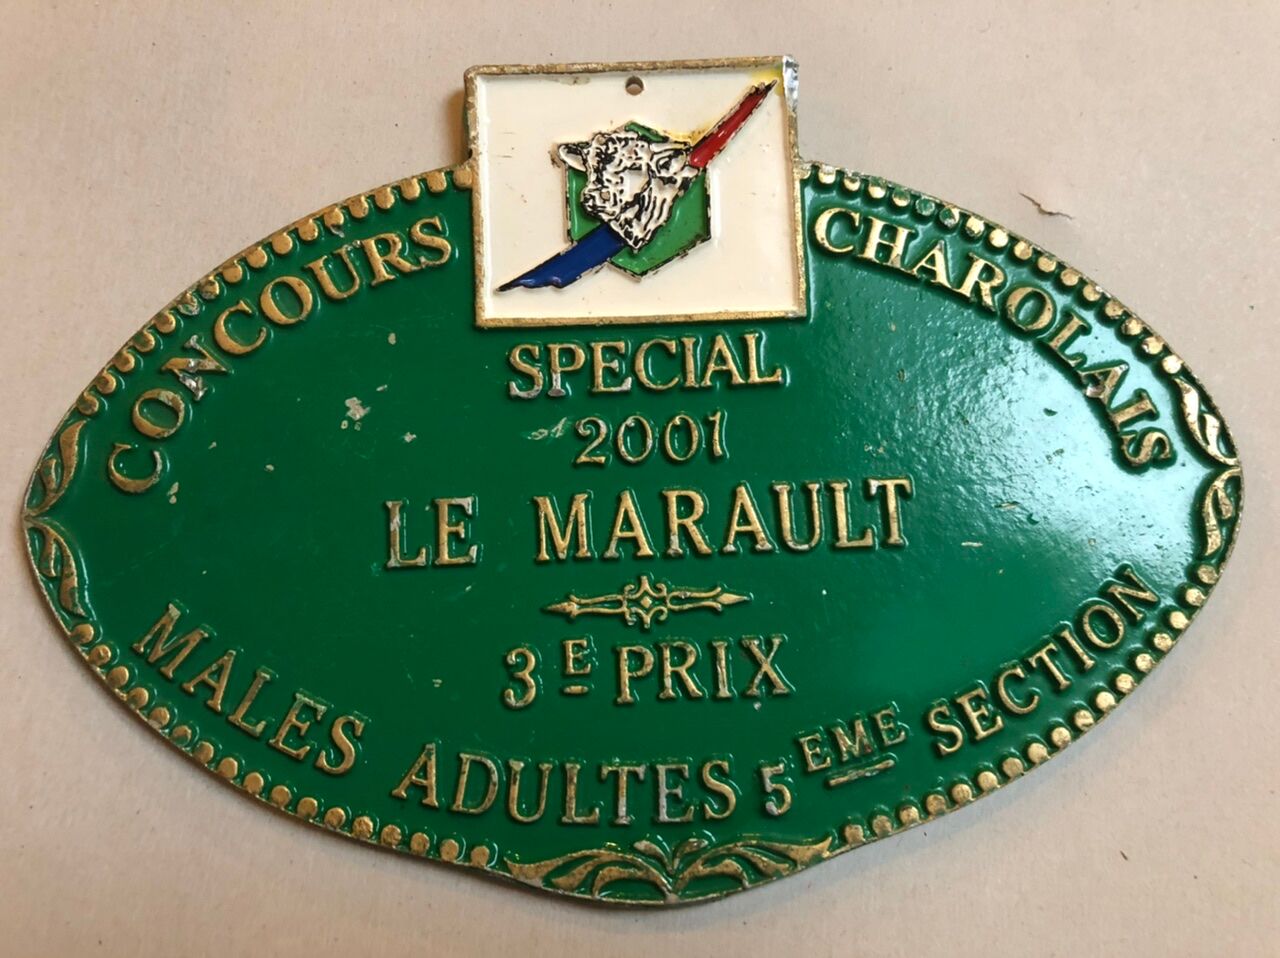 CONCOURS CHAROLAIS
SPECIAL
2001
LE MARAULT
3E PRIX
MALES ADULTES 5EME SECTION